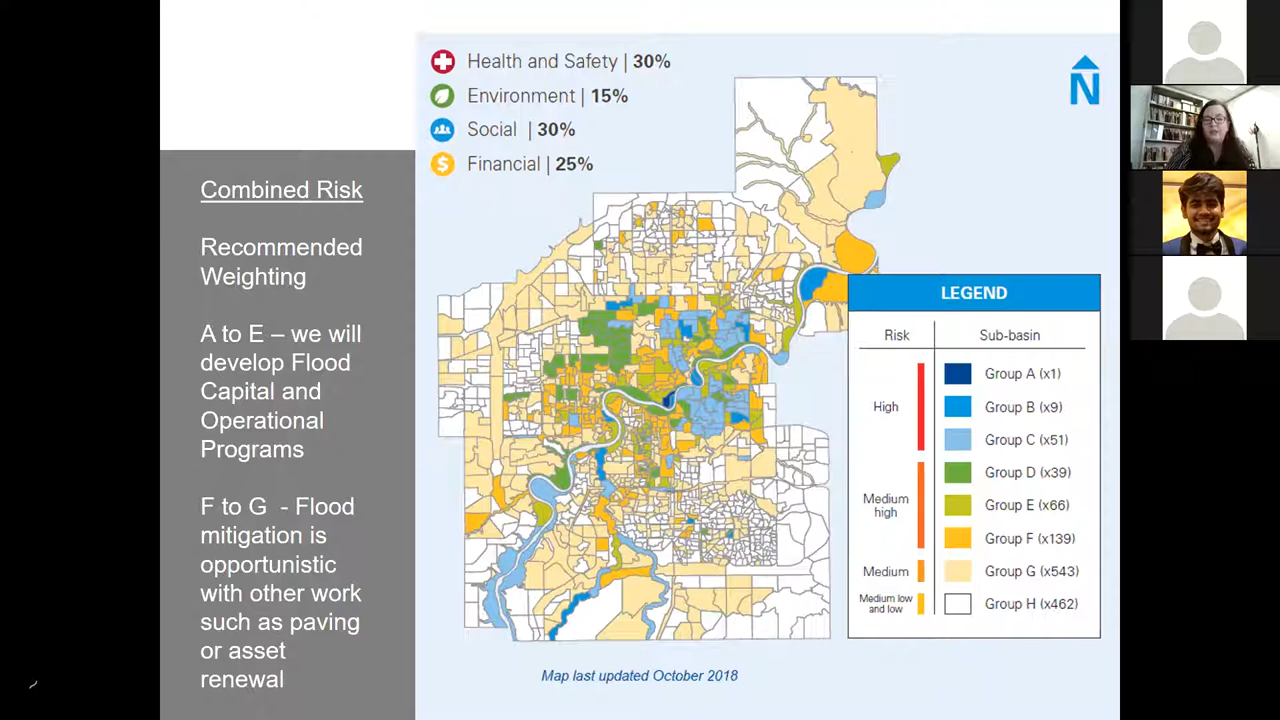 Combined Risk
Recommended
Weighting
A to E – we will
develop Flood
Capital and
Operational
Programs
F to G - Flood
mitigation is
opportunistic
with other work
such as paving
or asset
renewal
Health and Safety | 30%
Environment | 15%
Social | 30%
Financial | 25%
N
LEGEND
Risk Sub-basin
High
Group A (x1)
Group B (x9)
Group C (x51)
Medium
high
Group D (x39)
Group E (x66)
Group F (x139)
Medium
Group G (x543)
Medium low
and low
Group H (x462)
Map last updated October 2018